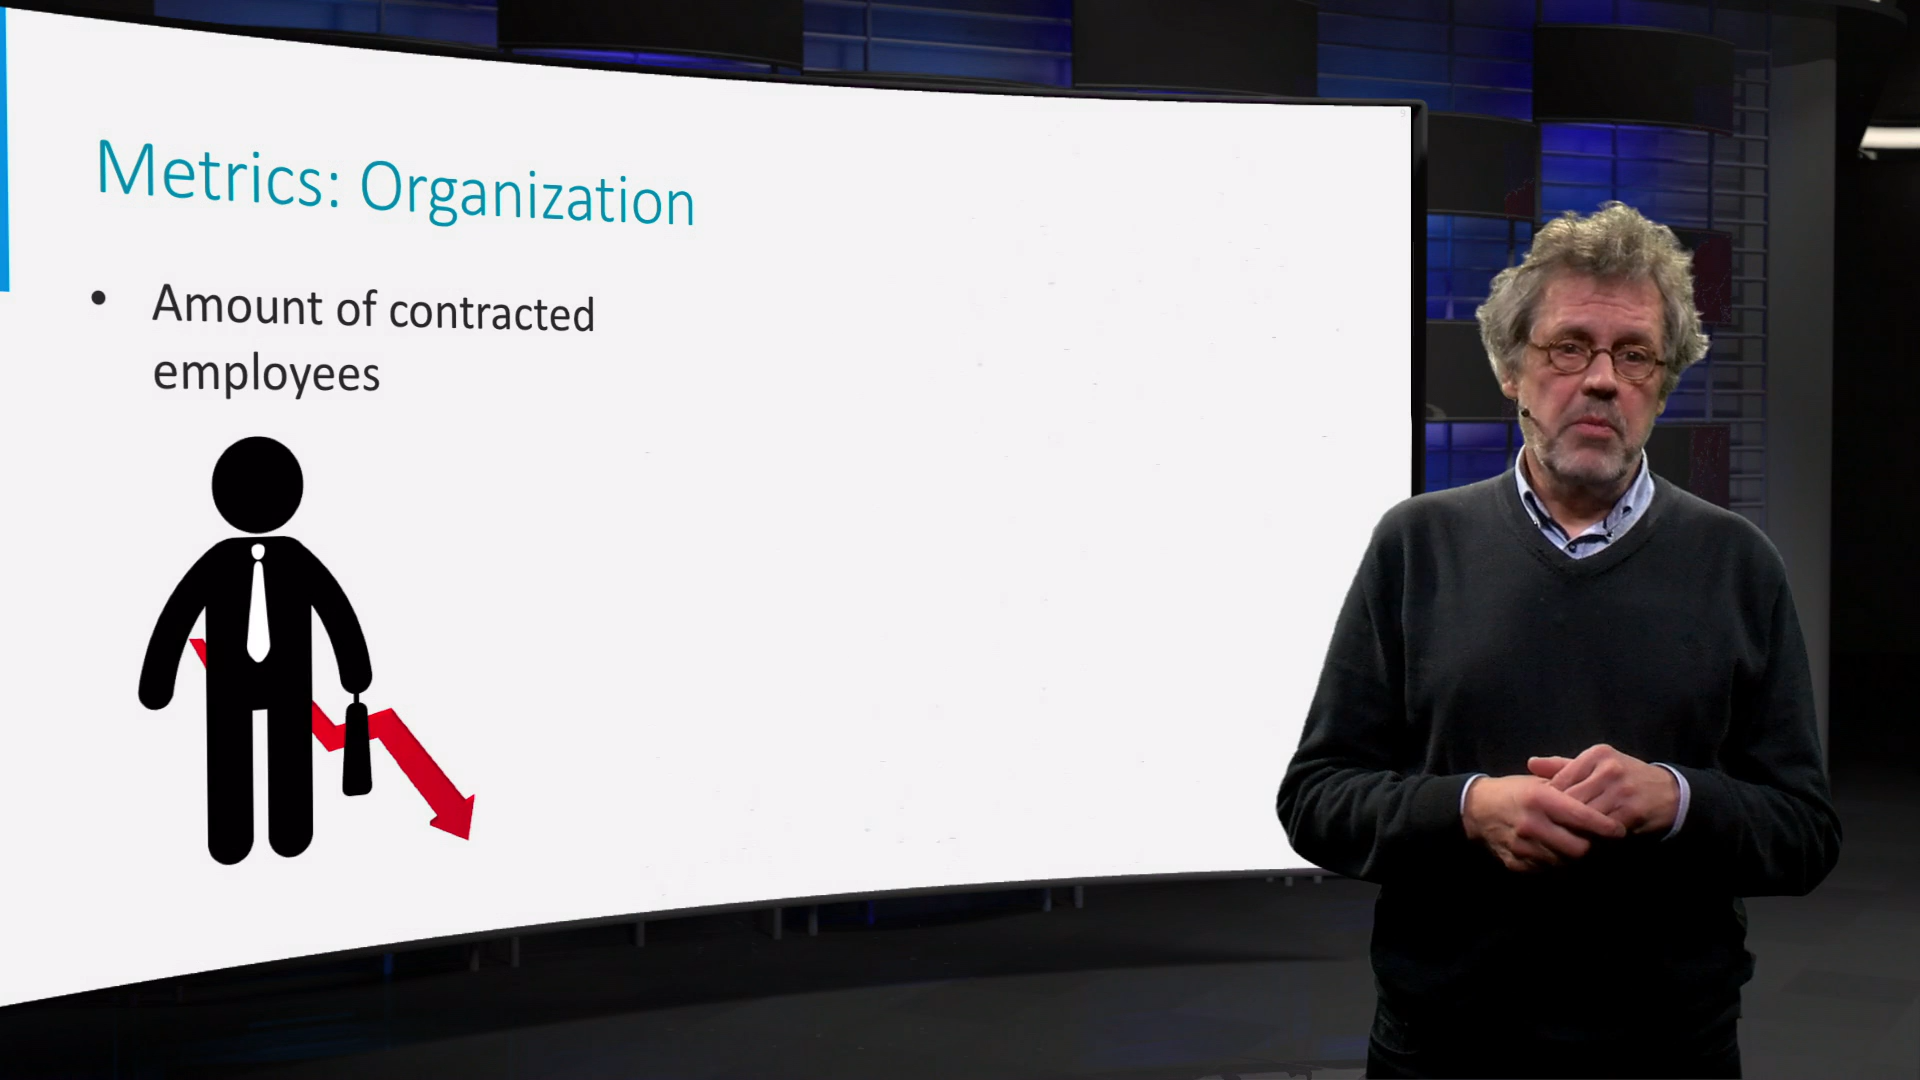 Metrics: Organization
• Amount of contracted
employees